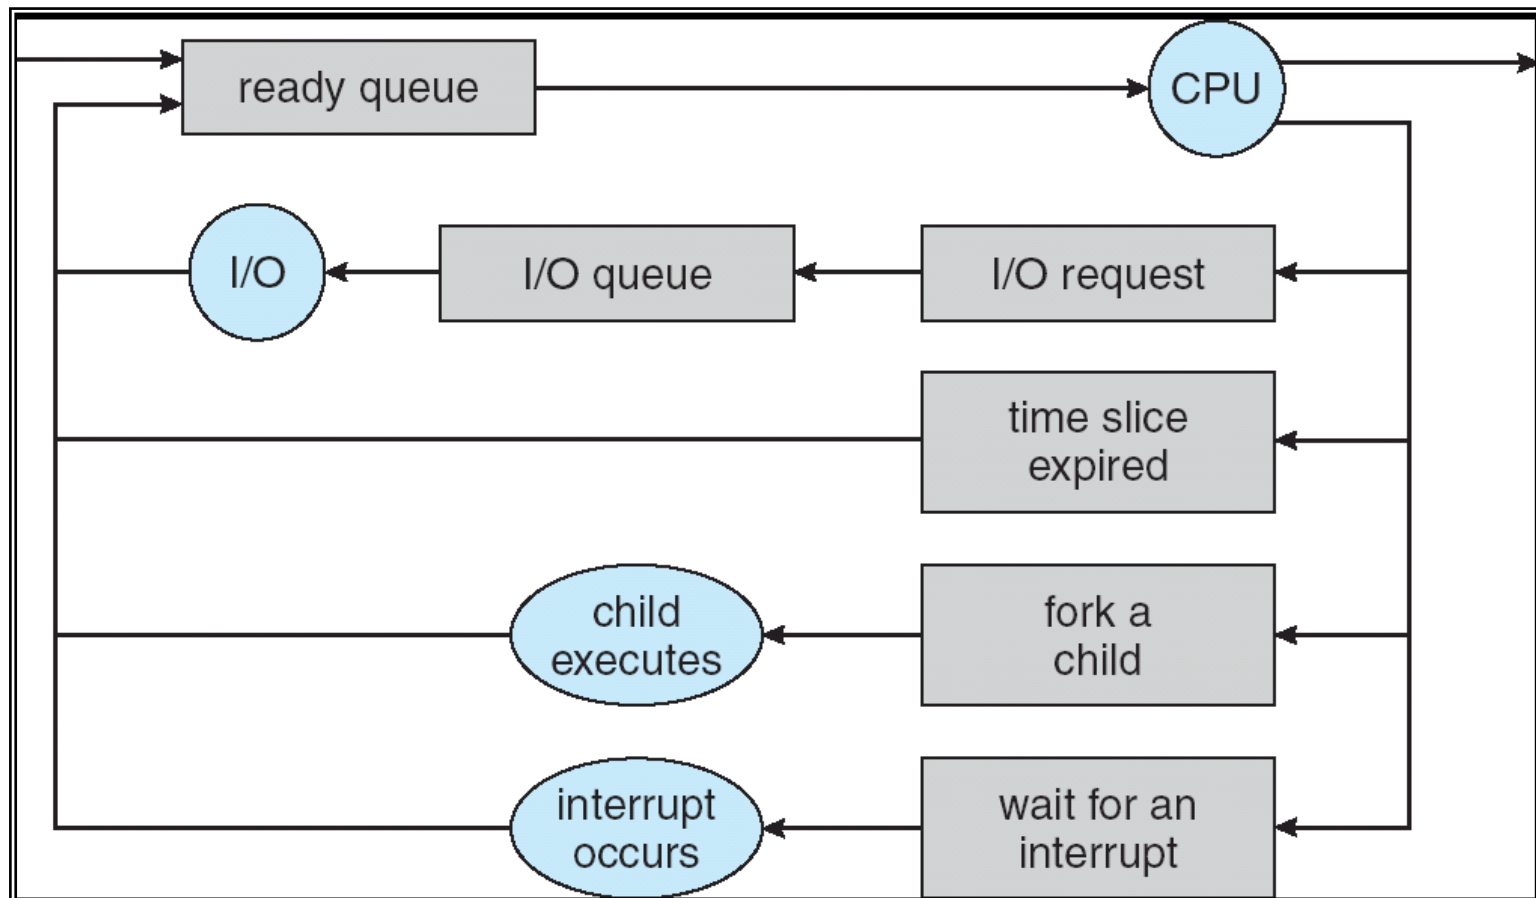 ready queue
CPU
I/O
I/O queue
I/O request
time slice
expired
child
executes
fork a
child
interrupt
occurs
wait for an
interrupt